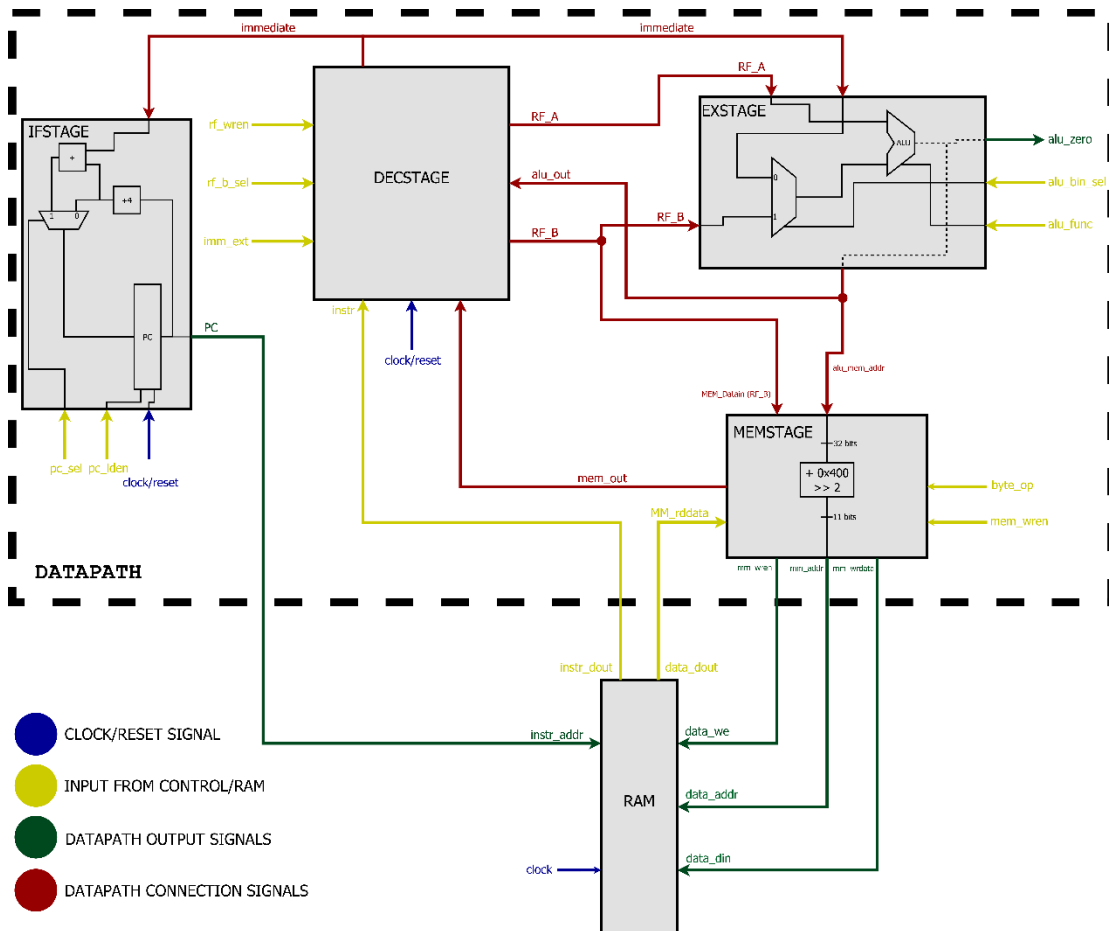 immediate
immediate
RF_A
IFSTAGE
EXSTAGE
rf_wren
RF_A
+
ALU
alu_zero
DECSTAGE
0
rf_b_sel
alu_out
alu_bin_sel
+4
1 0
RF_B
1
alu_func
imm_ext
RF_B
instr
PC
PC
clock/reset
alu_mem_addr
MEM_DataIn (RF_B)
MEMSTAGE
32 bits
pc_sel
pc_lden
clock/reset
mem_out
+ 0x400
>> 2
byte_op
MM_rddata
11 bits
mem_wren
DATAPATH
mm_wren
mm_addr
mm_wrdata
instr_dout
data_dout
CLOCK/RESET SIGNAL
instr_addr
data_we
INPUT FROM CONTROL/RAM
RAM
data_addr
DATAPATH OUTPUT SIGNALS
data_din
clock
DATAPATH CONNECTION SIGNALS